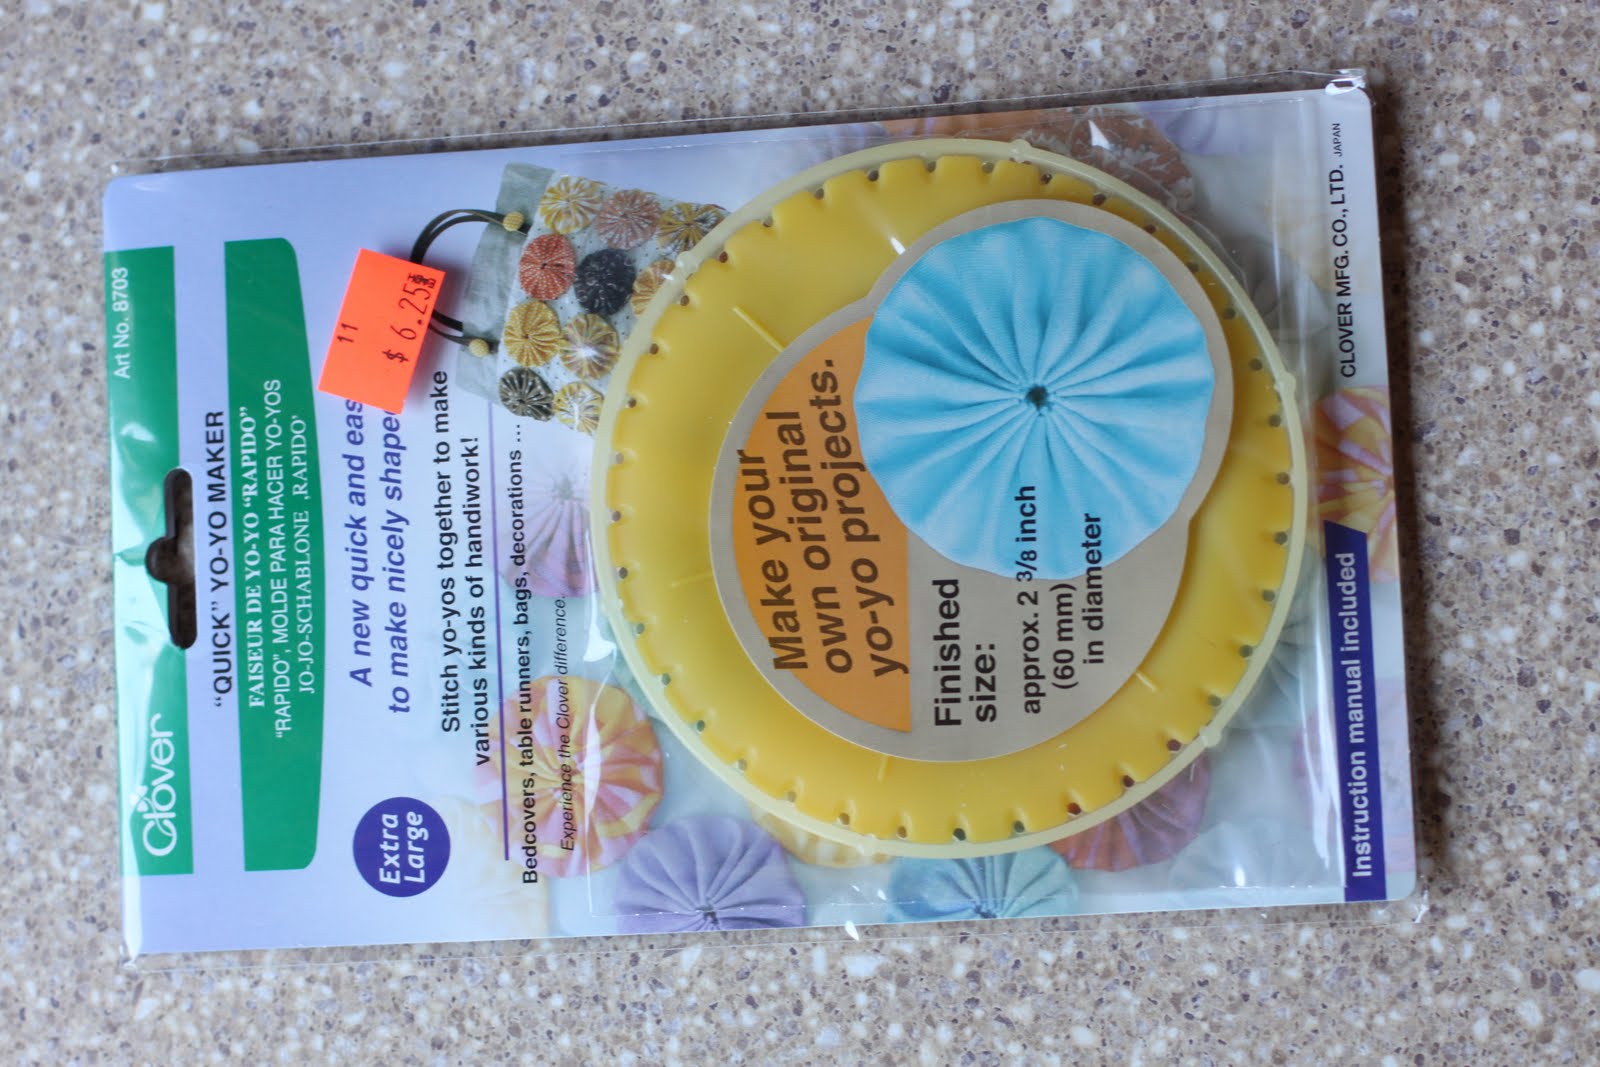 Clover Art No. 8703
“QUICK” YO-YO MAKER
FAISEUR DE YO-YO “RAPIDO”
“RAPIDO”, MOLDE PARA HACER YO-YOS
JO-JO-SCHABLONE ‚RAPIDO’
Extra
Large
A new quick and eas
to make nicely shape
11
$ 6.25
Stitch yo-yos together to make
various kinds of handiwork!
Bedcovers, table runners, bags, decorations ...
Experience the Clover difference.
Make your
own original
yo-yo projects.
Finished
size:
approx. 2 3/8 inch
(60 mm)
in diameter
Instruction manual included
CLOVER MFG. CO., LTD. JAPAN